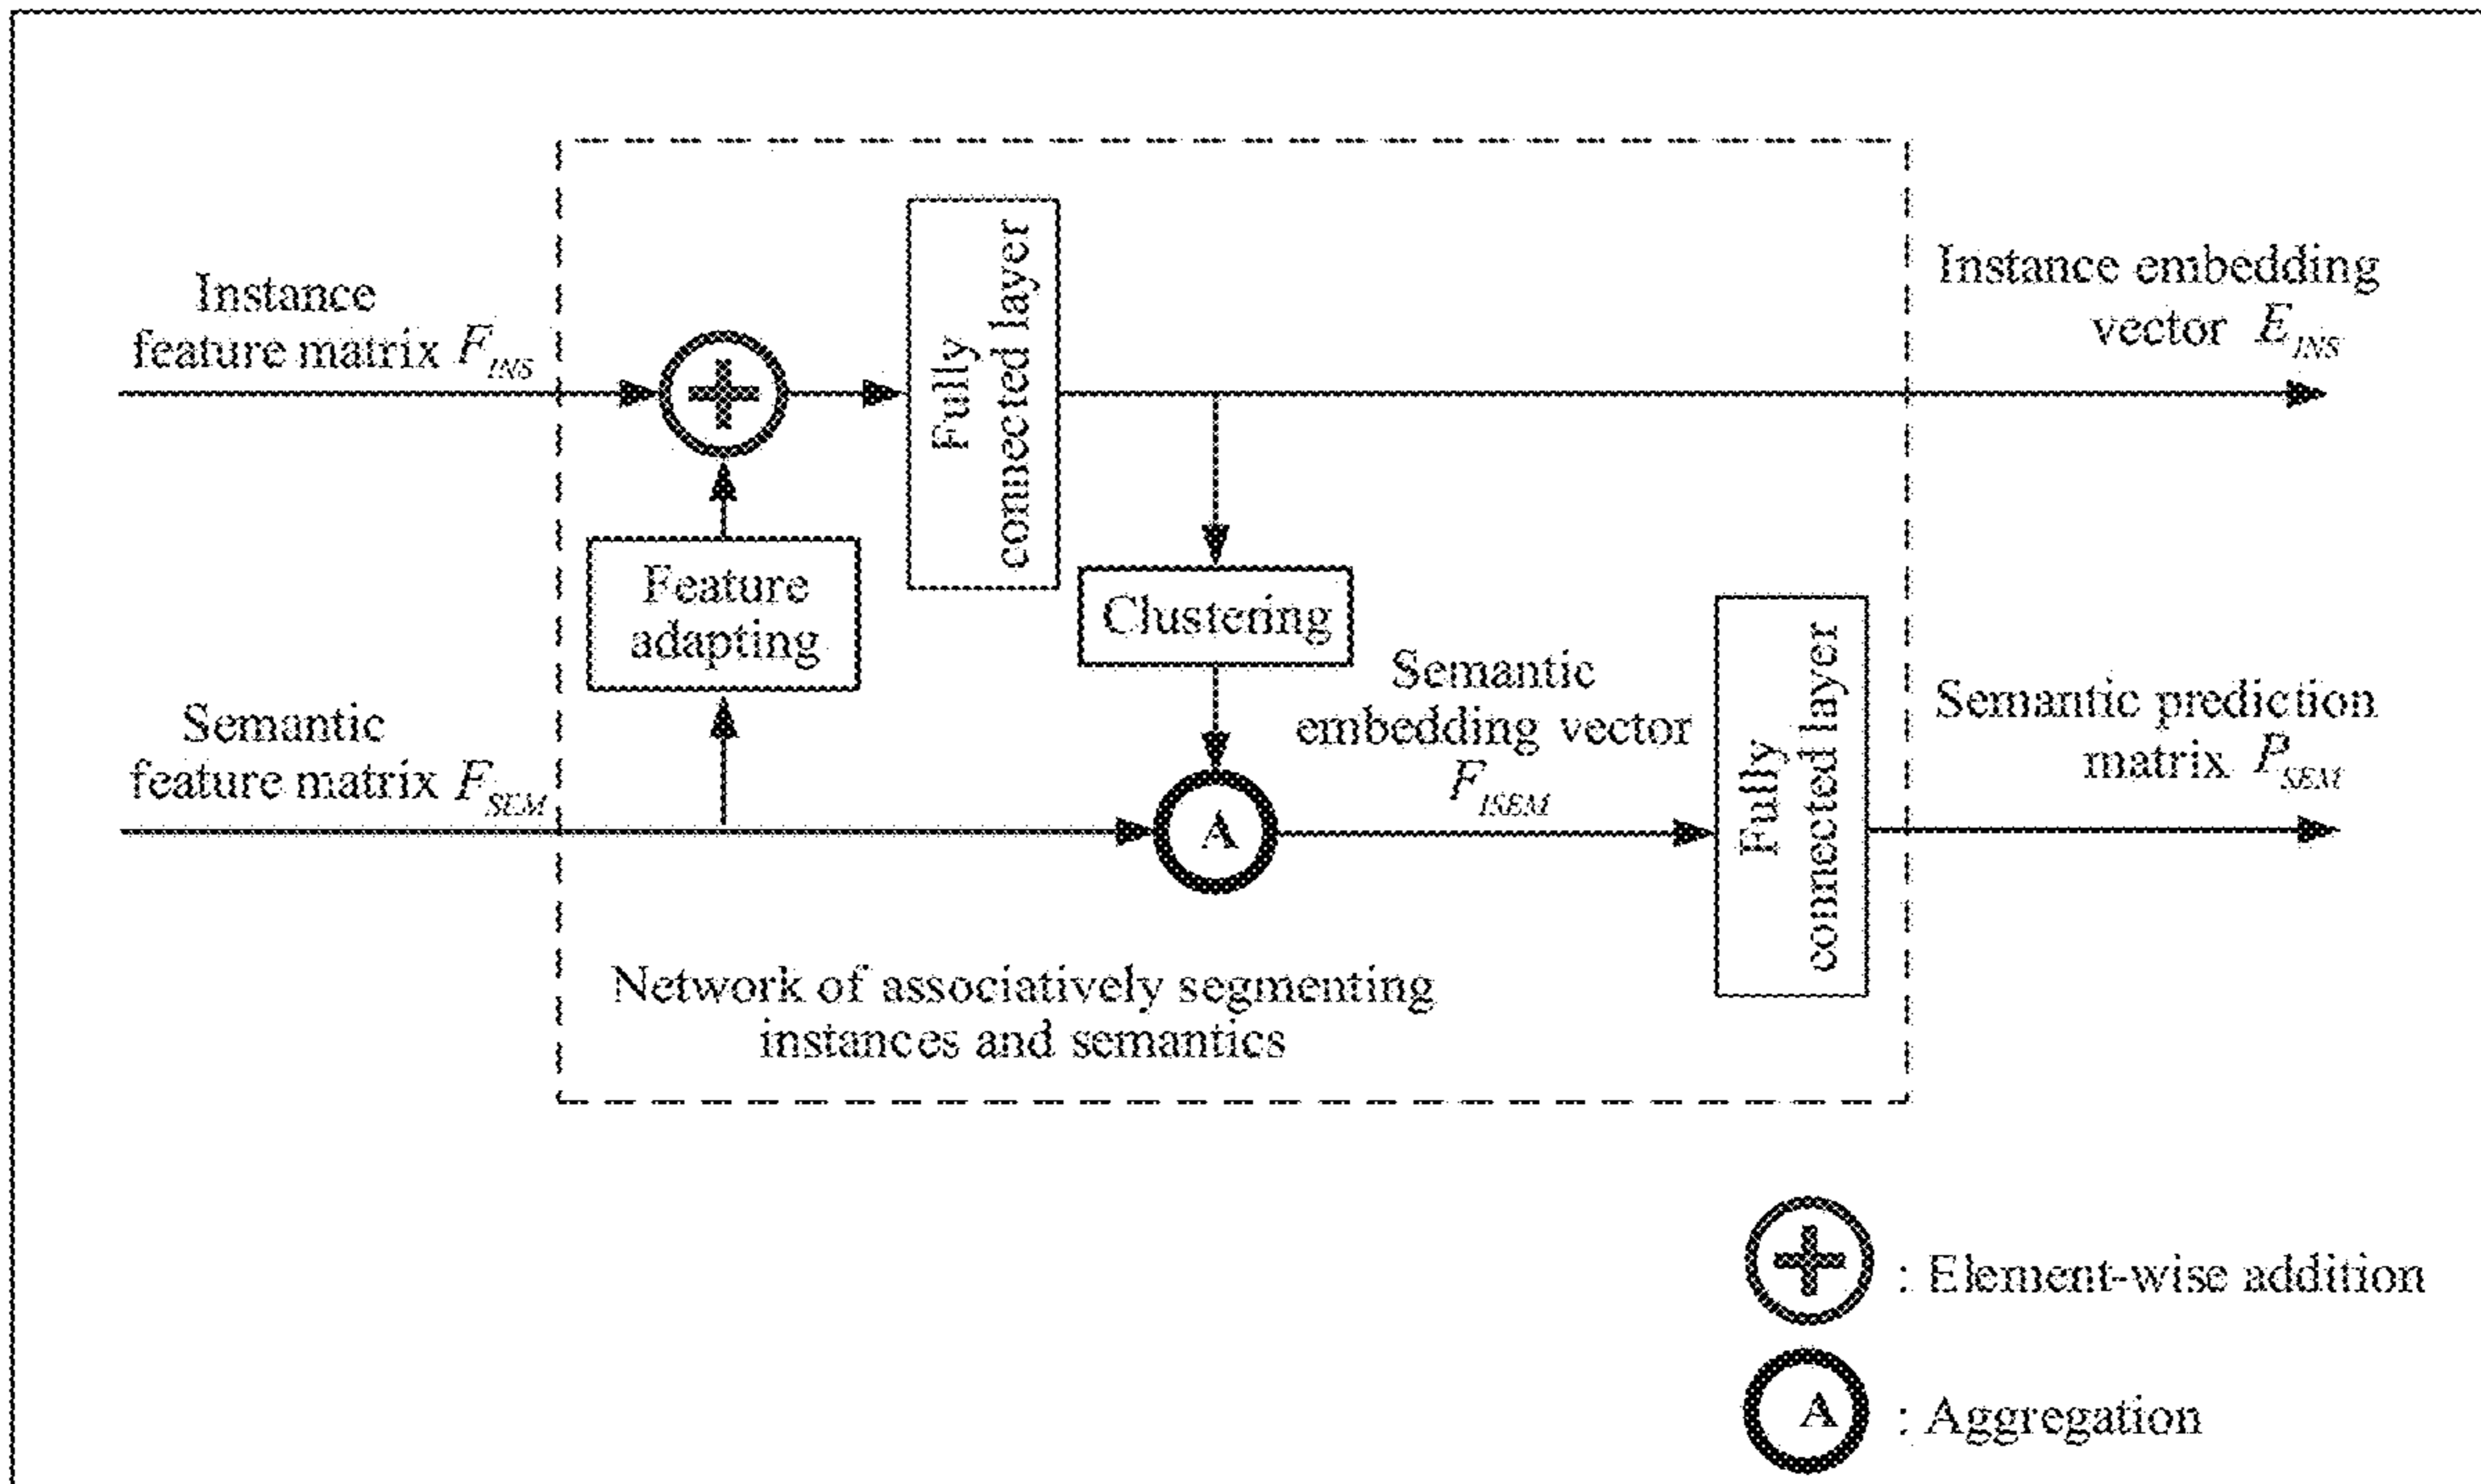 Instance
feature matrix F_INS
Fully
connected layer
Instance embedding
vector E_INS
Feature
adapting
Clustering
Semantic
feature matrix F_SEM
Semantic
embedding vector
F_ISEM
A
Fully
connected layer
Semantic prediction
matrix P_SEM
Network of associatively segmenting
instances and semantics
: Element-wise addition
A : Aggregation